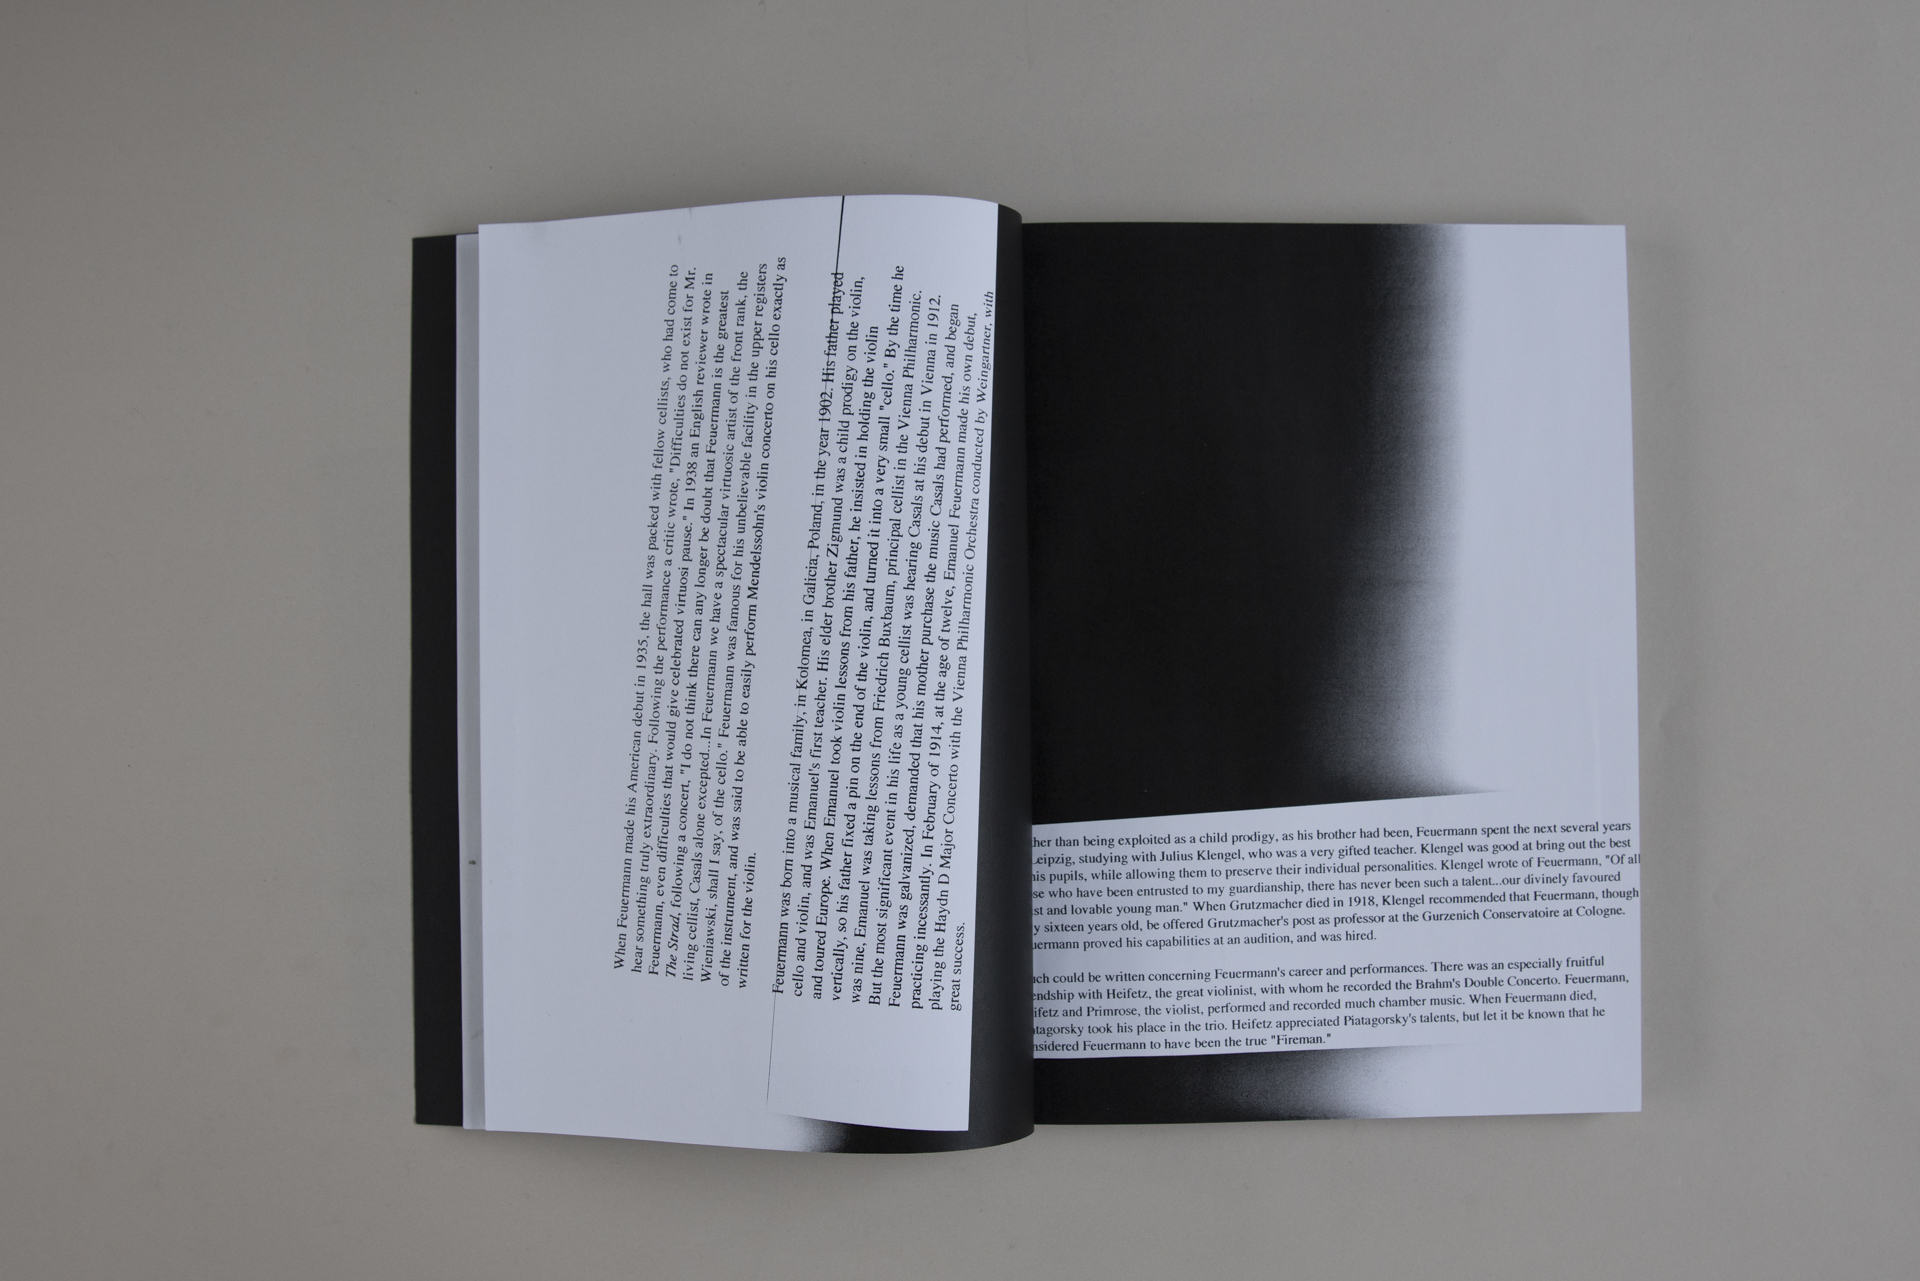 When Feuermann made his American debut in 1935, the hall was packed with fellow cellists, who had come to
hear something truly extraordinary. Following the performance a critic wrote, "Difficulties do not exist for Mr.
Feuermann, even difficulties that would give celebrated virtuosi pause." In 1938 an English reviewer wrote in
The Strad, following a concert, "I do not think there can any longer be doubt that Feuermann is the greatest
living cellist, Casals alone excepted...In Feuermann we have a spectacular virtuosic artist of the front rank, the
Wieniawski, shall I say, of the cello." Feuermann was famous for his unbelievable facility in the upper registers
of the instrument, and was said to be able to easily perform Mendelssohn's violin concerto on his cello exactly as
written for the violin.
Feuermann was born into a musical family, in Kolomea, in Galicia, Poland, in the year 1902. His father played
cello and violin, and was Emanuel's first teacher. His elder brother Zigmund was a child prodigy on the violin,
and toured Europe. When Emanuel took violin lessons from his father, he insisted in holding the violin
vertically, so his father fixed a pin on the end of the violin, and turned it into a very small "cello." By the time he
was nine, Emanuel was taking lessons from Friedrich Buxbaum, principal cellist in the Vienna Philharmonic.
But the most significant event in his life as a young cellist was hearing Casals at his debut in Vienna in 1912.
Feuermann was galvanized, demanded that his mother purchase the music Casals had performed, and began
practicing incessantly. In February of 1914, at the age of twelve, Emanuel Feuermann made his own debut,
playing the Haydn D Major Concerto with the Vienna Philharmonic Orchestra conducted by Weingartner, with
great success.
her than being exploited as a child prodigy, as his brother had been, Feuermann spent the next several years
eipzig, studying with Julius Klengel, who was a very gifted teacher. Klengel was good at bring out the best
his pupils, while allowing them to preserve their individual personalities. Klengel wrote of Feuermann, "Of all
se who have been entrusted to my guardianship, there has never been such a talent...our divinely favoured
st and lovable young man." When Grutzmacher died in 1918, Klengel recommended that Feuermann, though
y sixteen years old, be offered Grutzmacher's post as professor at the Gurzenich Conservatoire at Cologne.
uermann proved his capabilities at an audition, and was hired.
ich could be written concerning Feuermann's career and performances. There was an especially fruitful
endship with Heifetz, the great violinist, with whom he recorded the Brahm's Double Concerto. Feuermann,
ifetz and Primrose, the violist, performed and recorded much chamber music. When Feuermann died,
atagorsky took his place in the trio. Heifetz appreciated Piatagorsky's talents, but let it be known that he
nsidered Feuermann to have been the true "Fireman."